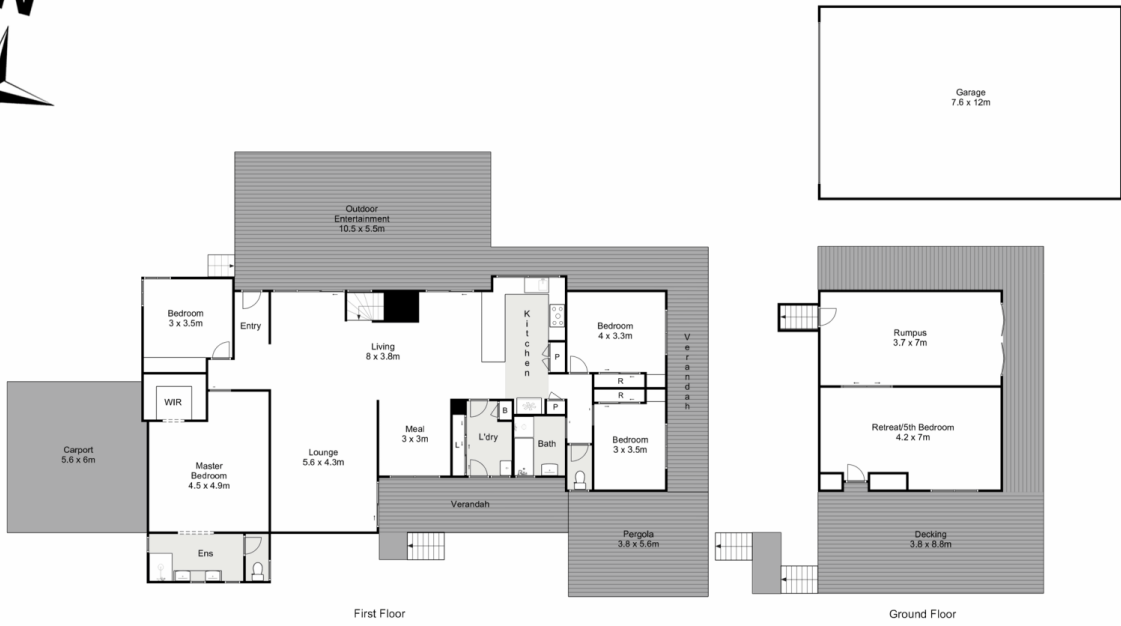 Garage
7.6 x 12m
Outdoor
Entertainment
10.5 x 5.5m
Bedroom
3 x 3.5m
Entry
Living
8 x 3.8m
Kitchen
P
Bedroom
4 x 3.3m
Verandah
R
R
WIR
Carport
5.6 x 6m
Master
Bedroom
4.5 x 4.9m
Lounge
5.6 x 4.3m
Meal
3 x 3m
L
L'dry
B
P
Bath
Bedroom
3 x 3.5m
Verandah
Pergola
3.8 x 5.6m
Ens
First Floor
Rumpus
3.7 x 7m
Retreat/5th Bedroom
4.2 x 7m
Decking
3.8 x 8.8m
Ground Floor